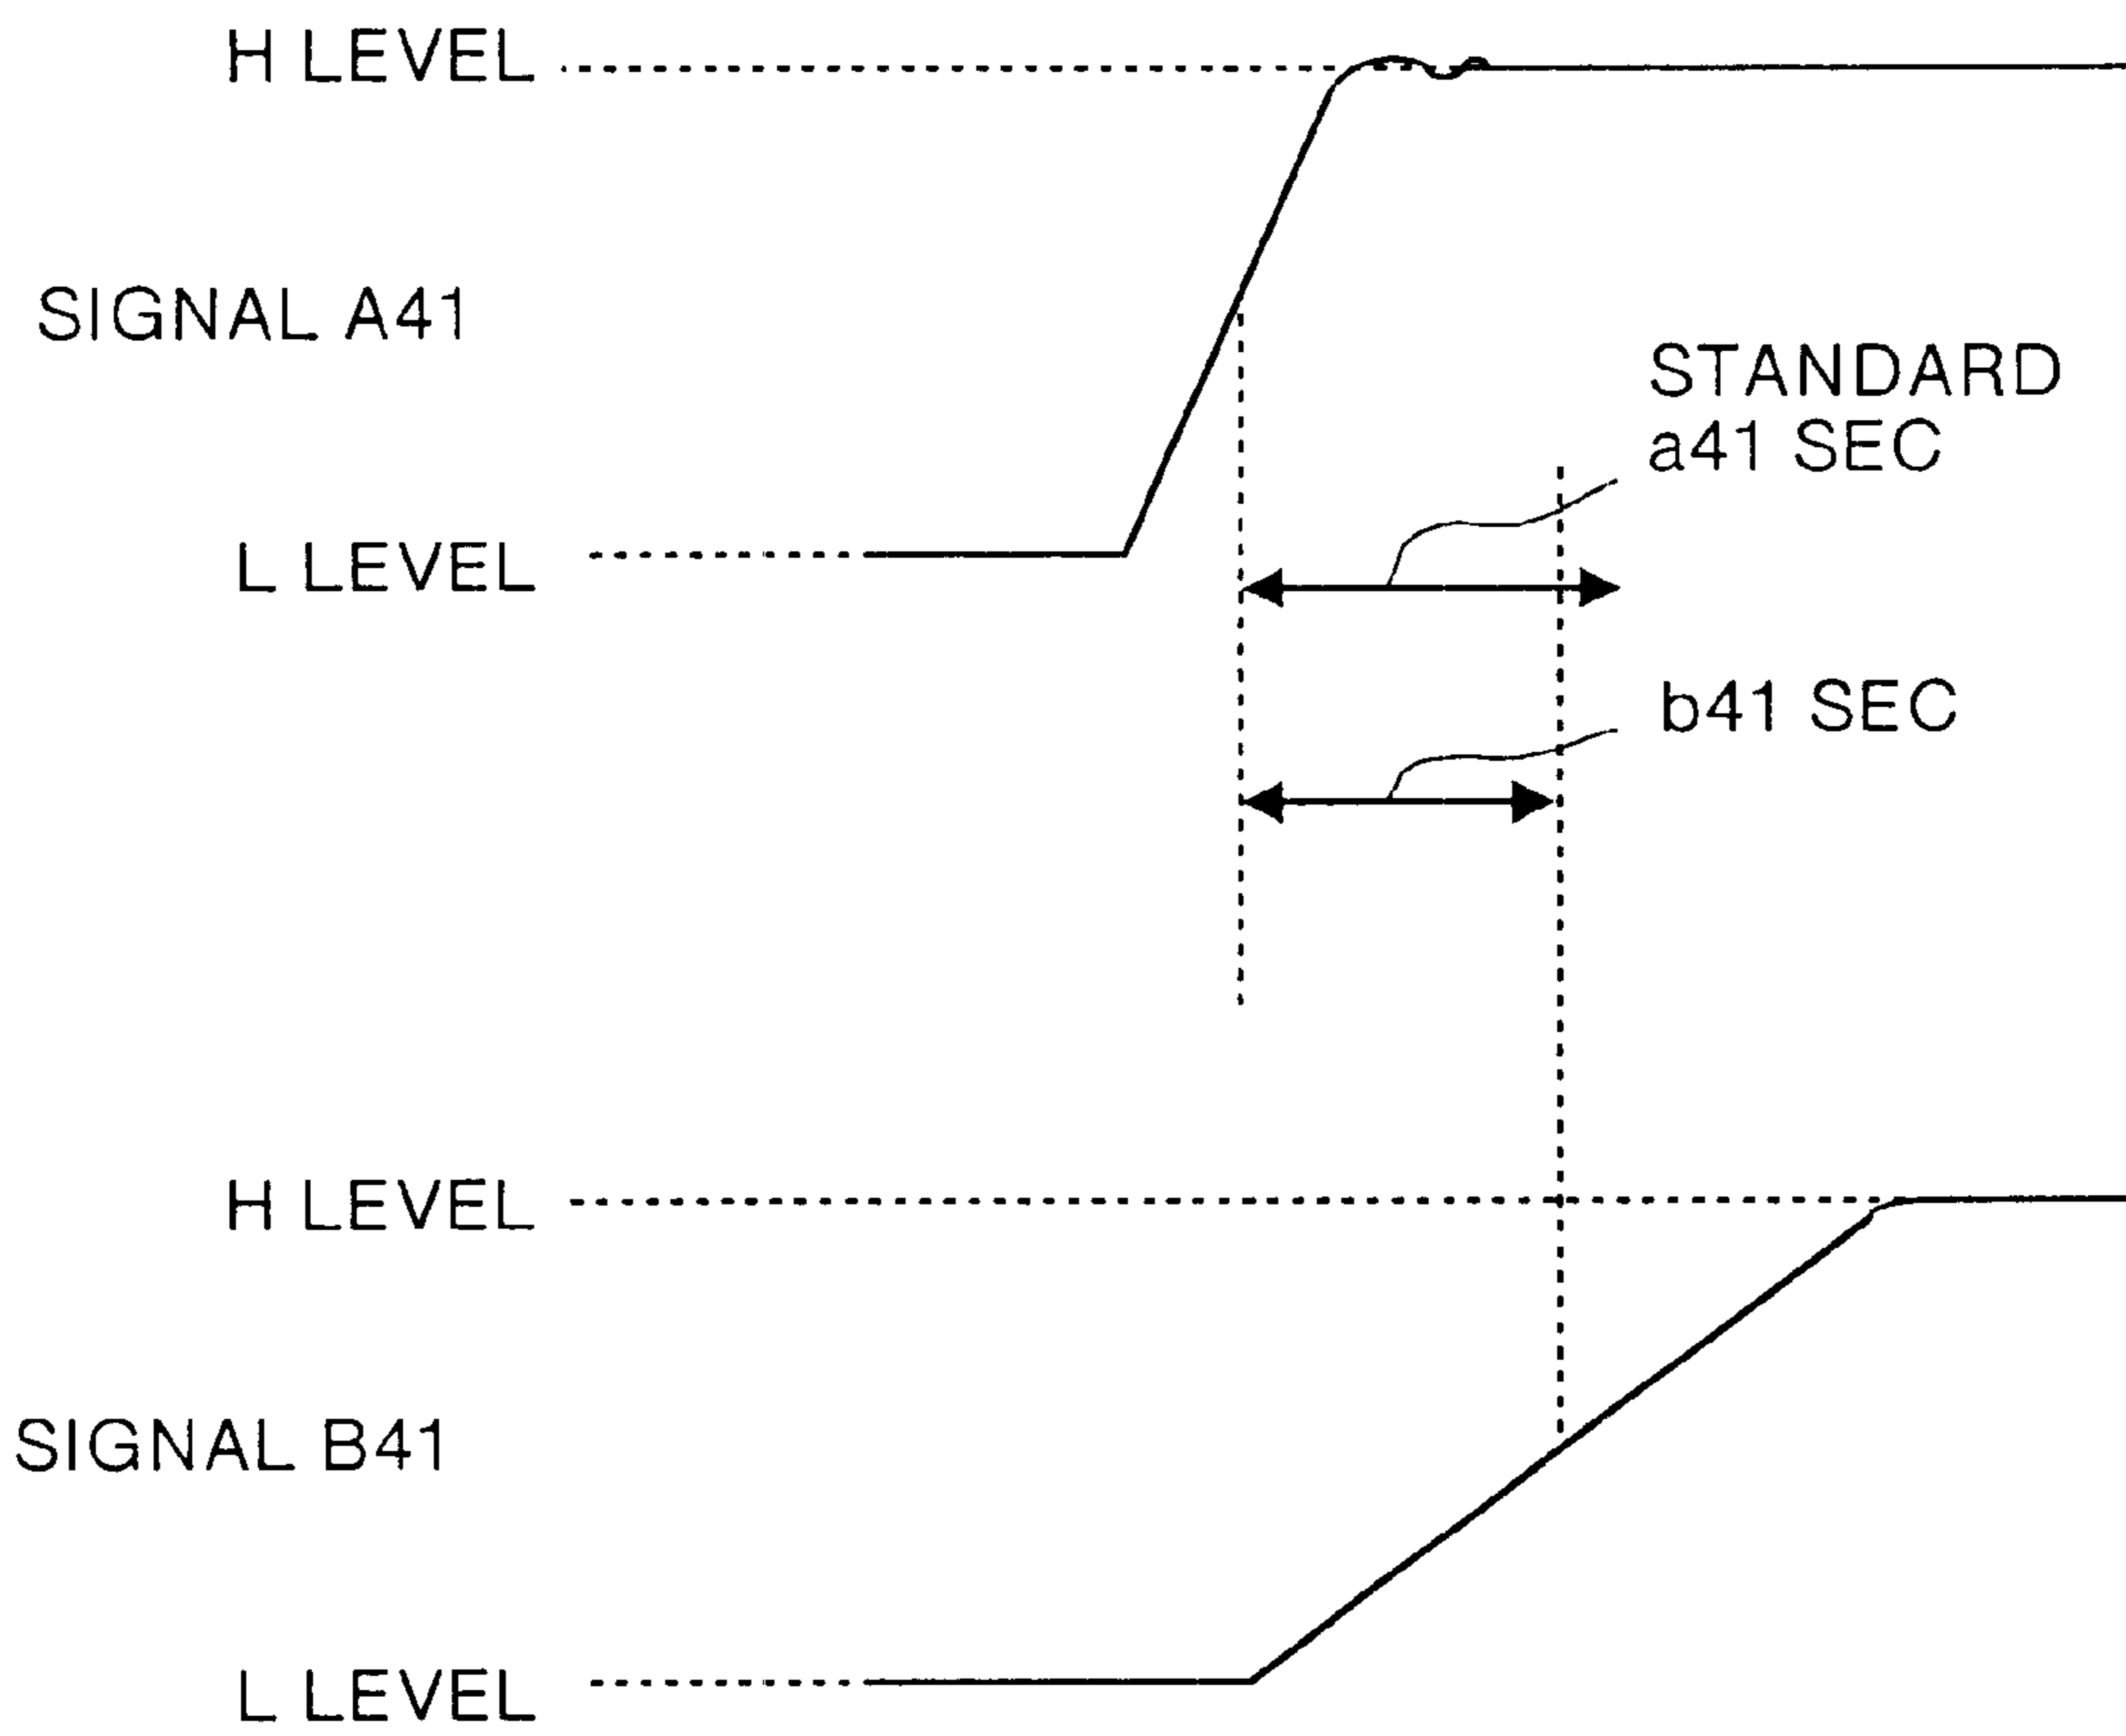 H LEVEL
SIGNAL A41
STANDARD
a41 SEC
L LEVEL
b41 SEC
H LEVEL
SIGNAL B41
L LEVEL